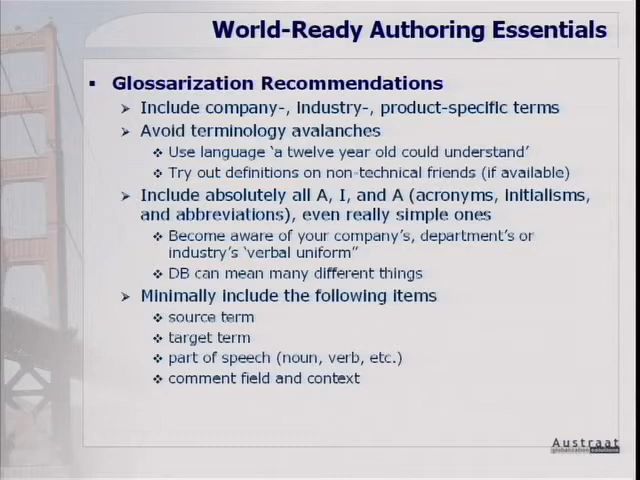 World-Ready Authoring Essentials
Glossarization Recommendations
Include company-, industry-, product-specific terms
Avoid terminology avalanches
Use language ‘a twelve year old could understand’
Try out definitions on non-technical friends (if available)
Include absolutely all A, I, and A (acronyms, initialisms,
and abbreviations), even really simple ones
Become aware of your company’s, department’s or
industry’s ‘verbal uniform”
DB can mean many different things
Minimally include the following items
source term
target term
part of speech (noun, verb, etc.)
comment field and context
Austraat
globalization solutions